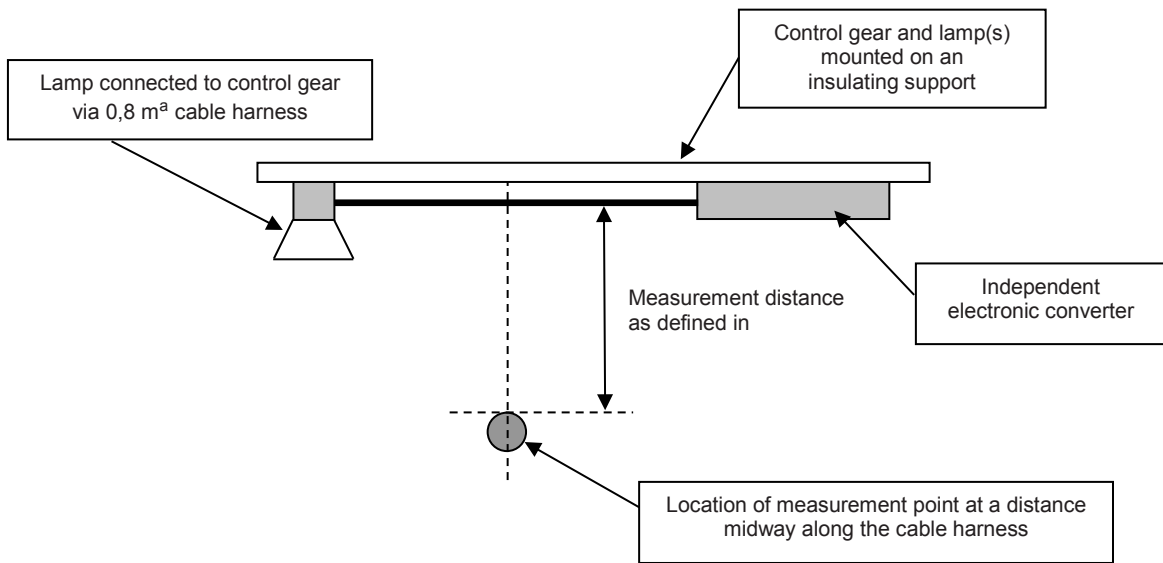 Control gear and lamp(s)
mounted on an
insulating support
Lamp connected to control gear
via 0,8 mᵃ cable harness
Measurement distance
as defined in
Independent
electronic converter
Location of measurement point at a distance
midway along the cable harness